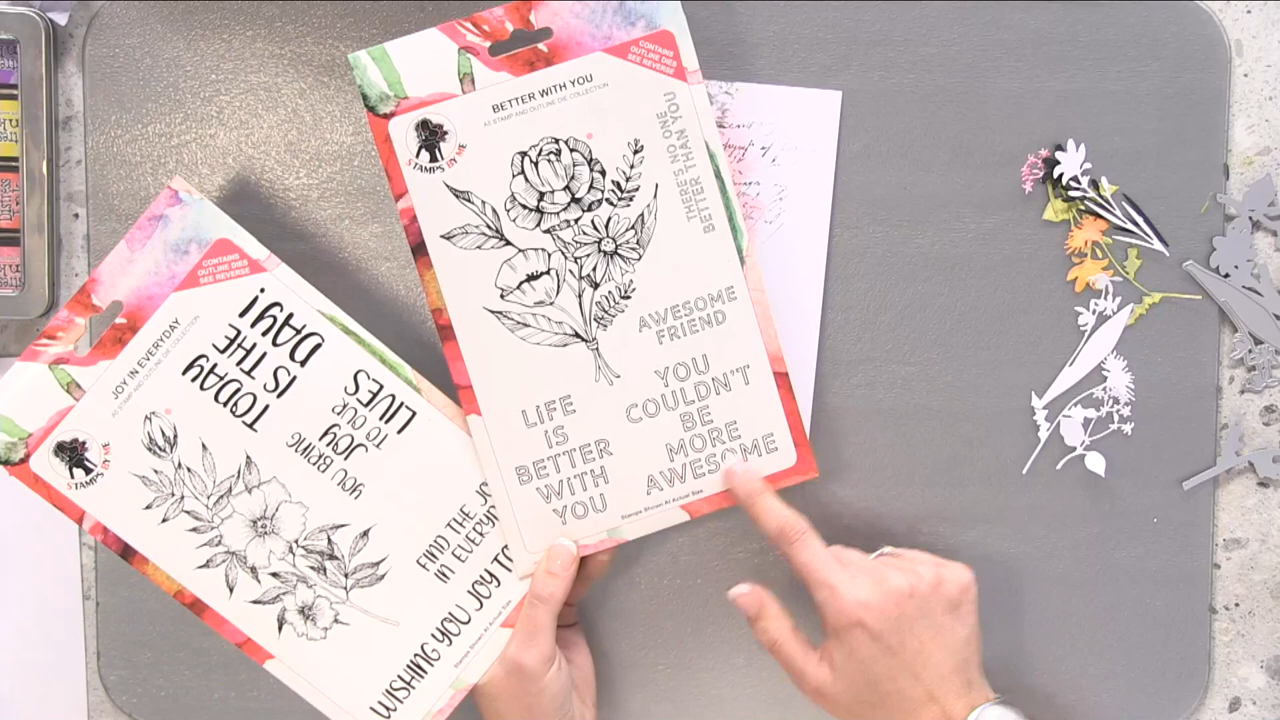 BETTER WITH YOU
A5 STAMP AND OUTLINE DIE COLLECTION
CONTAINS
OUTLINE DIES
SEE REVERSE
STAMPS BY ME
THERE'S NO ONE
BETTER THAN YOU
AWESOME
FRIEND
LiFE
iS
BETTER
WiTH
YOU
YOU
COULDN'T
BE
MORE
AWESOME
Stamps Shown At Actual Size
JOY IN EVERYDAY
A5 STAMP AND OUTLINE DIE COLLECTION
CONTAINS
OUTLINE DIES
SEE REVERSE
STAMPS BY ME
TODAY
IS THE
DAY!
YOU BRING
JOY
TO OUR
LIVES
FIND THE JO
IN EVERYD
WISHING YOU JOY TO
Stamps Shown At Actual Size